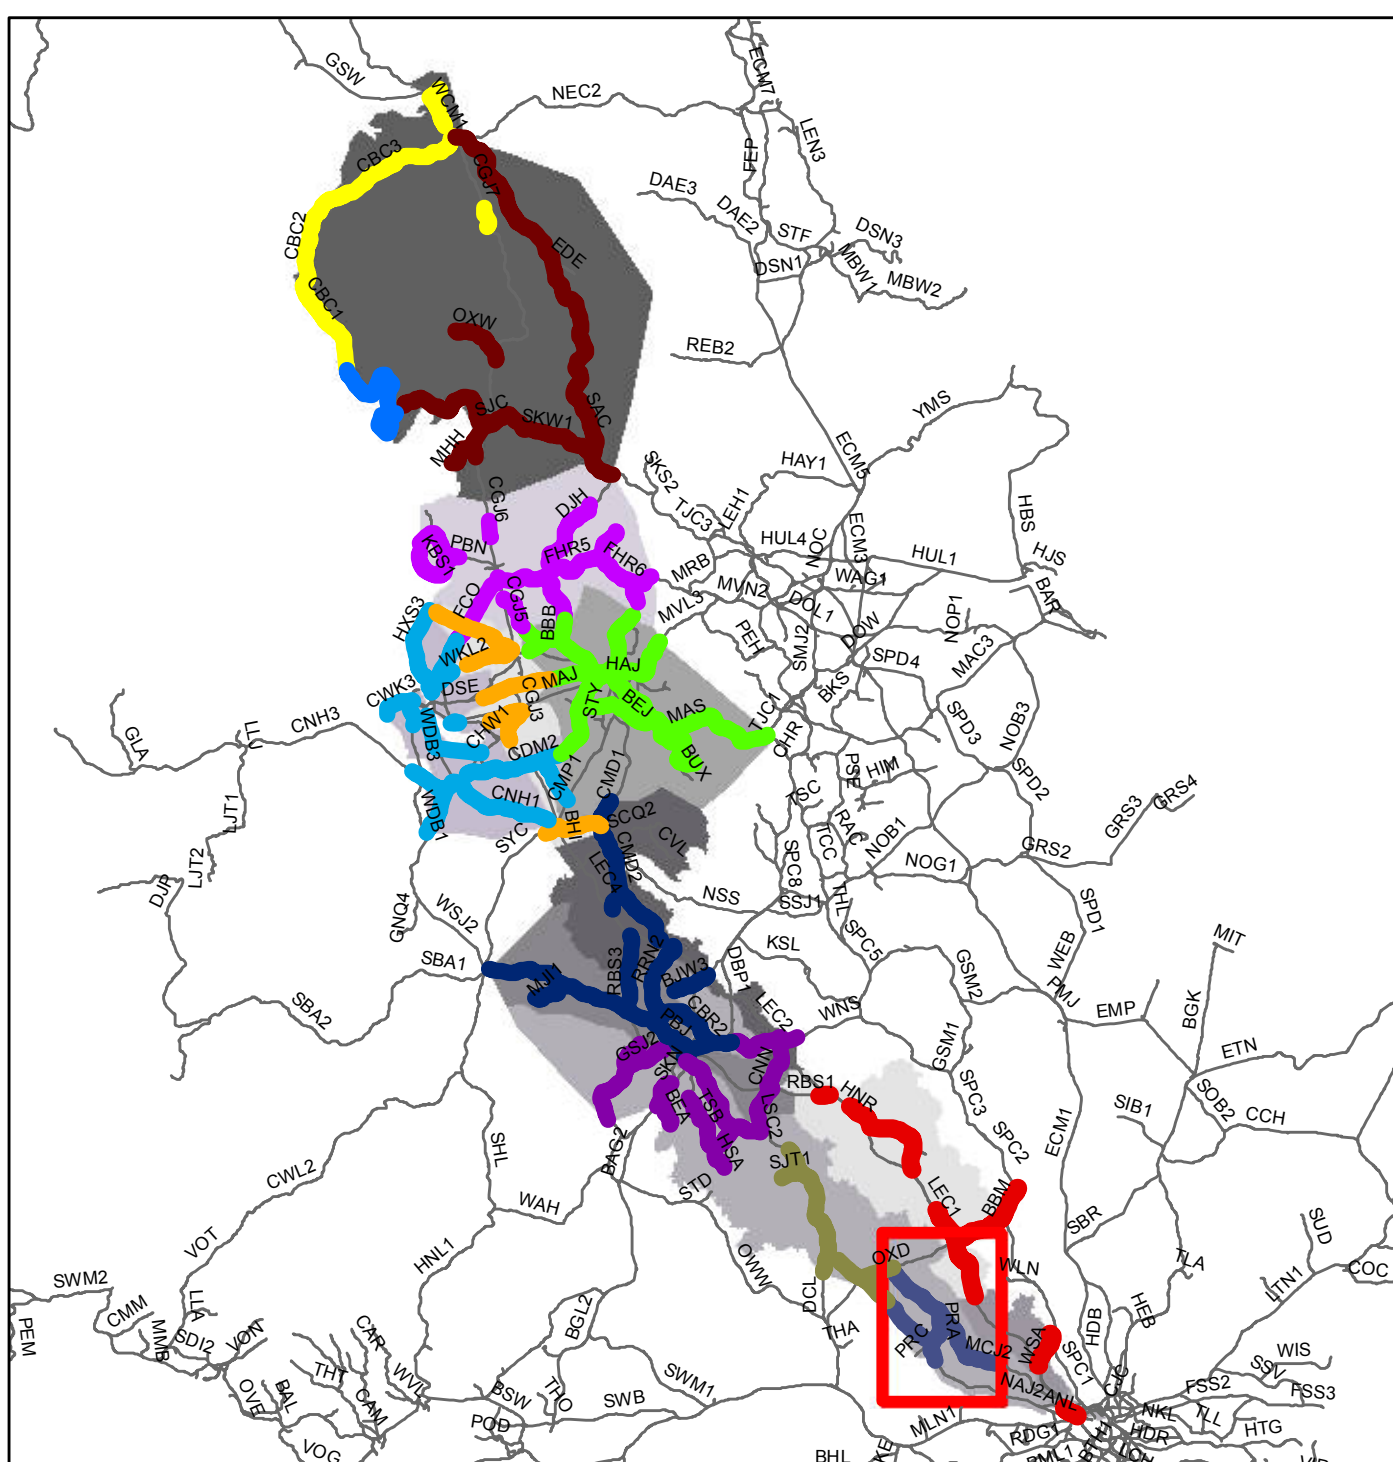 GSW
WCM1
NEC2
ECM7
LEN3
FEP
CBC3
CGJ7
DAE3
DAE2
STF
DSN3
DSN1
MBW1
MBW2
CBC2
EDE
CBC1
OXW
REB2
SAC
SJC
SKW1
YMS
MHH
ECM5
HAY1
SKS2
LEH1
CGJ6
DJH
TJC3
HBS
NOC
ECM3
HUL4
HUL1
HJS
KBS1
PBN
FHR5
FHR6
MRB
MVN2
WAG1
BAR
ECO
CGJ5
BBB
MVL3
DOL1
DOW
NOP1
HXS3
PEH
SMJ2
MAC3
WKL2
HAJ
SPD4
CWK3
DSE
MAJ
BKS
CGJ3
STY
BEJ
MAS
TJC1
SPD3
NOB3
GLA
LLJ
CNH3
WDB3
CHW1
CDM2
BUX
OHR
CMP1
CMD1
PSE
HIM
SPD2
LJT1
WDB1
CNH1
TSC
GRS3
GRS4
SYC
BHI
SCQ2
CVL
RAC
TCC
NOB1
GRS2
LJT2
DJP
LEC4
CMD2
SPC8
NOG1
GNQ4
WSJ2
NSS
SSJ1
THL
SPD1
SBA1
RBS3
RRN2
KSL
SPC5
WEB
MIT
MJI1
BJW3
DBP1
GSM2
PMJ
SBA2
CBR2
LEC2
WNS
EMP
BGK
PBJ
GSJ2
SKN
CNN
GSM1
ETN
RBS1
HNR
SPC3
BEA
TSB
LSC2
SIB1
SOB2
CCH
ECM1
SHL
BAG2
HSA
SJT1
SPC2
CWL2
STD
LEC1
BBM
WAH
SBR
SUD
VOT
HNL1
OWW
OXD
WLN
TLA
SWM2
DCL
LTN1
COC
CMM
LLA
BGL2
PRA
HDB
HEB
PEM
MMB
SDI2
VON
CAR
THA
PRC
MCJ2
WSA
SPC1
WIS
THT
WVL
SWM1
NAJ2
ANL
CJC
SSV
FSS2
FSS3
OVE
BAL
CAM
BSW
THO
SWB
MLN1
NKL
TLL
POD
RDG1
HDR
HTG
VOG
BHL
BML1
BTH1
LCH